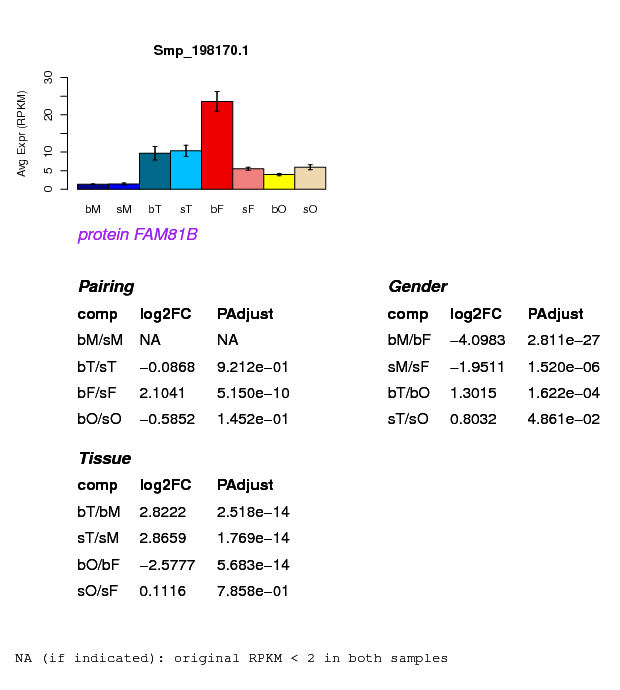 Smp_198170.1
Avg Expr (RPKM)
30
20
10
5
0
bM sM bT sT bF sF bO sO
protein FAM81B
Pairing
comp log2FC PAdjust
bM/sM NA NA
bT/sT −0.0868 9.212e−01
bF/sF 2.1041 5.150e−10
bO/sO −0.5852 1.452e−01
Gender
comp log2FC PAdjust
bM/bF −4.0983 2.811e−27
sM/sF −1.9511 1.520e−06
bT/bO 1.3015 1.622e−04
sT/sO 0.8032 4.861e−02
Tissue
comp log2FC PAdjust
bT/bM 2.8222 2.518e−14
sT/sM 2.8659 1.769e−14
bO/bF −2.5777 5.683e−14
sO/sF 0.1116 7.858e−01
NA (if indicated): original RPKM < 2 in both samples